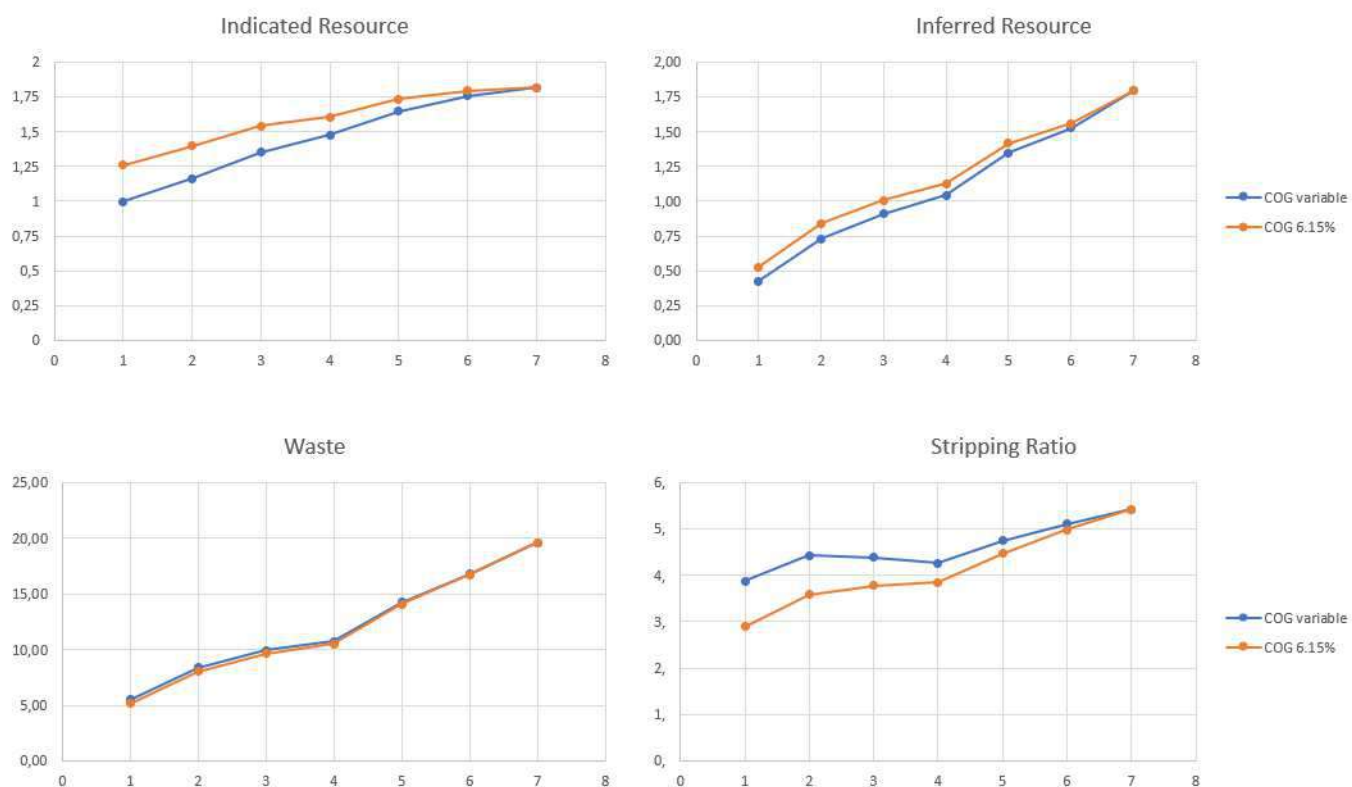 Indicated Resource
2
1,75
1,5
1,25
1
0,75
0,5
0,25
0
0 1 2 3 4 5 6 7 8
Inferred Resource
2,00
1,75
1,50
1,25
1,00
0,75
0,50
0,25
0,00
0 1 2 3 4 5 6 7 8
COG variable
COG 6.15%
Waste
25,00
20,00
15,00
10,00
5,00
0,00
0 1 2 3 4 5 6 7 8
Stripping Ratio
6,
5,
4,
3,
2,
1,
0,
0 1 2 3 4 5 6 7 8
COG variable
COG 6.15%